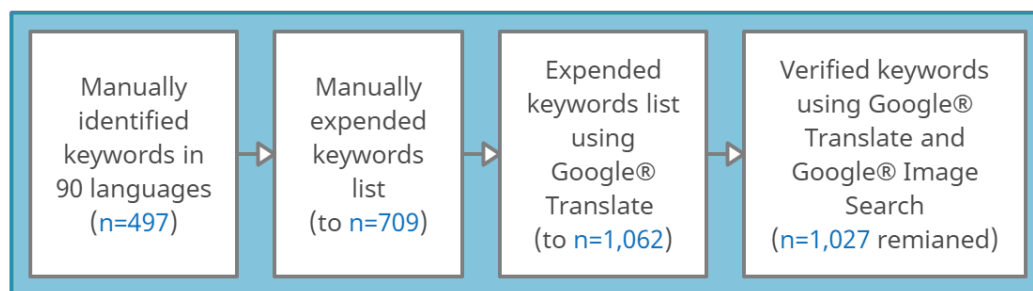 Manually
identified
keywords in
90 languages
(n=497)
Manually
expended
keywords
list
(to n=709)
Expended
keywords list
using
Google®
Translate
(to n=1,062)
Verified keywords
using Google®
Translate and
Google® Image
Search
(n=1,027 remianed)